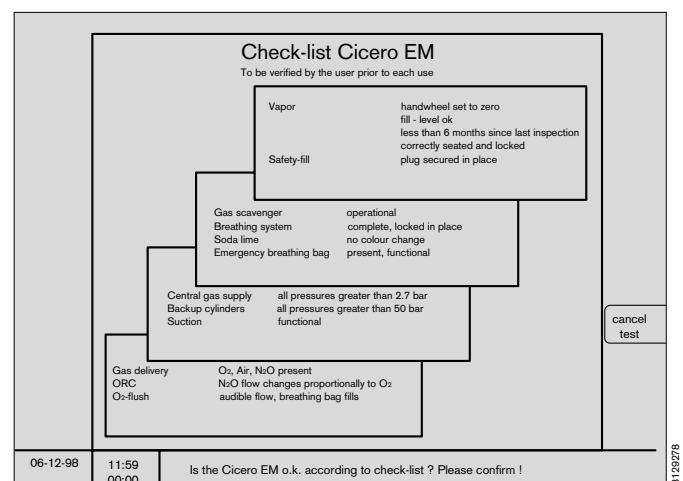 Check-list Cicero EM
To be verified by the user prior to each use
Vapor handwheel set to zero
fill - level ok
less than 6 months since last inspection
correctly seated and locked
Safety-fill plug secured in place
Gas scavenger operational
Breathing system complete, locked in place
Soda lime no colour change
Emergency breathing bag present, functional
Central gas supply all pressures greater than 2.7 bar
Backup cylinders all pressures greater than 50 bar
Suction functional
Gas delivery O2, Air, N2O present
ORC N2O flow changes proportionally to O2
O2-flush audible flow, breathing bag fills
cancel
test
06-12-98
11:59
00:00
Is the Cicero EM o.k. according to check-list ? Please confirm !